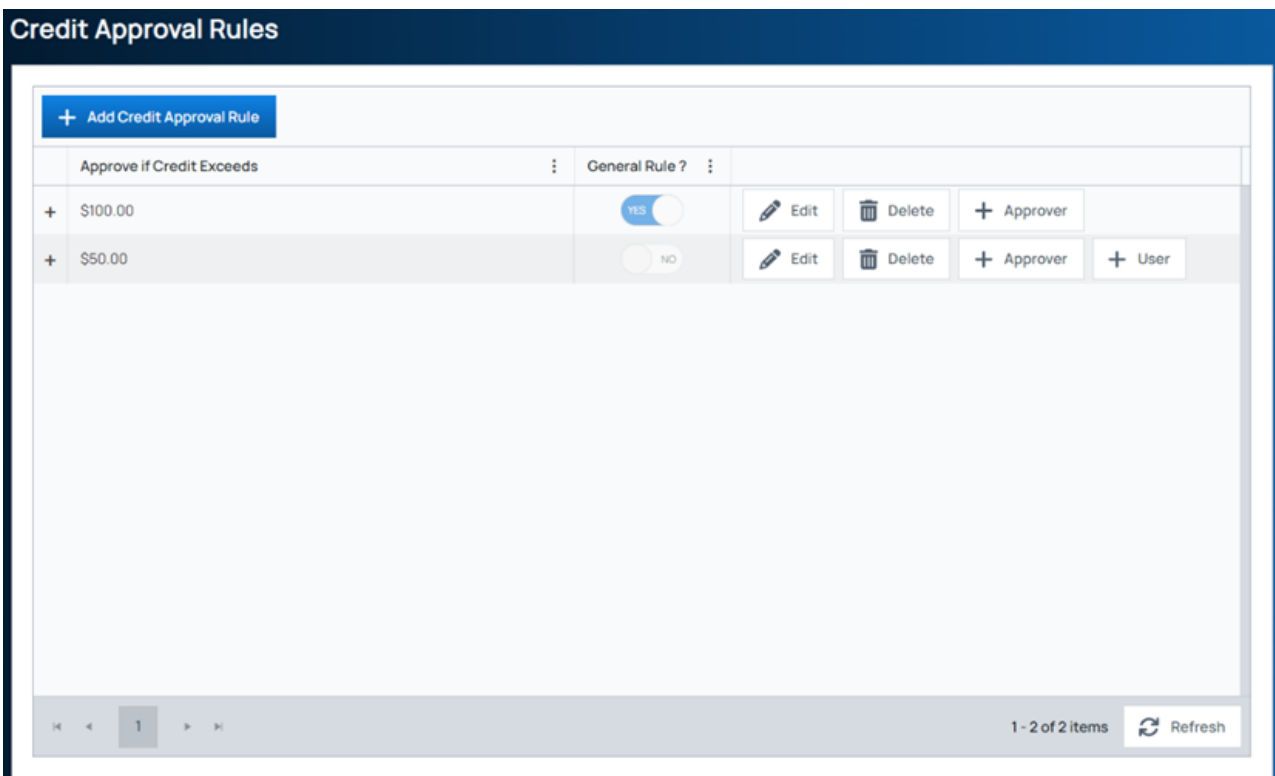 Credit Approval Rules
+ Add Credit Approval Rule
Approve if Credit Exceeds General Rule ?
+ $100.00 YES Edit Delete + Approver
+ $50.00 NO Edit Delete + Approver + User
1 1 - 2 of 2 items Refresh